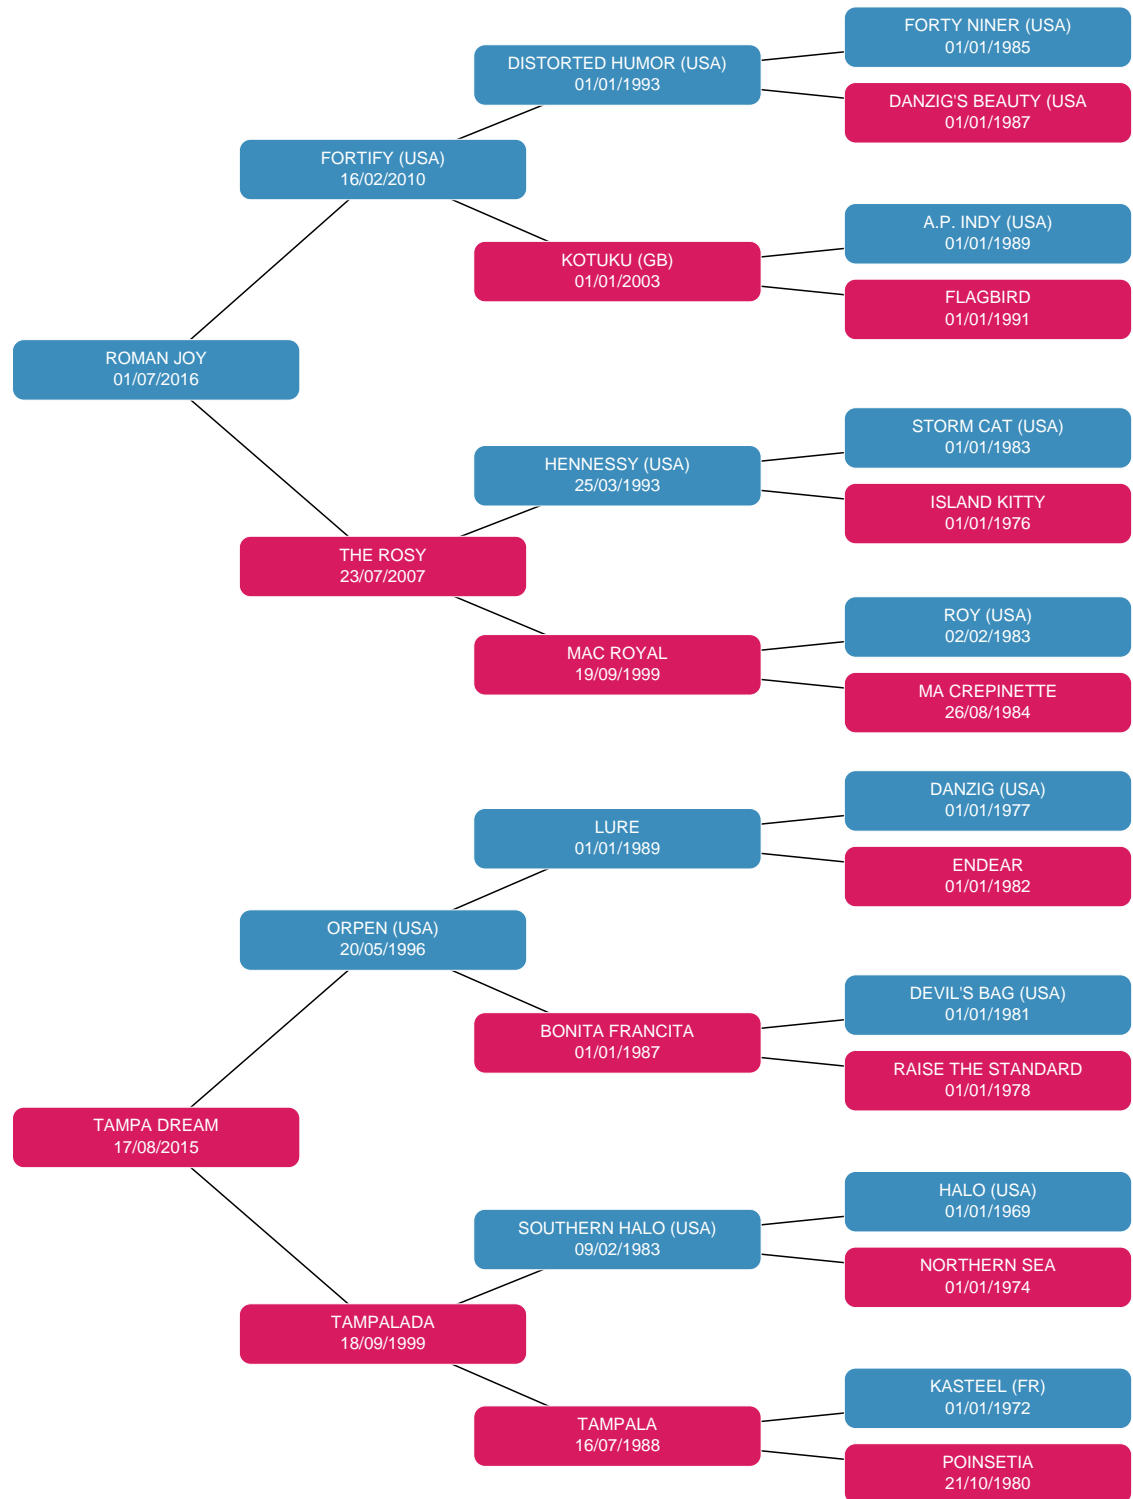 FORTY NINER (USA)
01/01/1985
DISTORTED HUMOR (USA)
01/01/1993
DANZIG'S BEAUTY (USA
01/01/1987
FORTIFY (USA)
16/02/2010
A.P. INDY (USA)
01/01/1989
KOTUKU (GB)
01/01/2003
FLAGBIRD
01/01/1991
ROMAN JOY
01/07/2016
STORM CAT (USA)
01/01/1983
HENNESSY (USA)
25/03/1993
ISLAND KITTY
01/01/1976
THE ROSY
23/07/2007
ROY (USA)
02/02/1983
MAC ROYAL
19/09/1999
MA CREPINETTE
26/08/1984
DANZIG (USA)
01/01/1977
LURE
01/01/1989
ENDEAR
01/01/1982
ORPEN (USA)
20/05/1996
DEVIL'S BAG (USA)
01/01/1981
BONITA FRANCITA
01/01/1987
RAISE THE STANDARD
01/01/1978
TAMPA DREAM
17/08/2015
HALO (USA)
01/01/1969
SOUTHERN HALO (USA)
09/02/1983
NORTHERN SEA
01/01/1974
TAMPALADA
18/09/1999
KASTEEL (FR)
01/01/1972
TAMPALA
16/07/1988
POINSETIA
21/10/1980